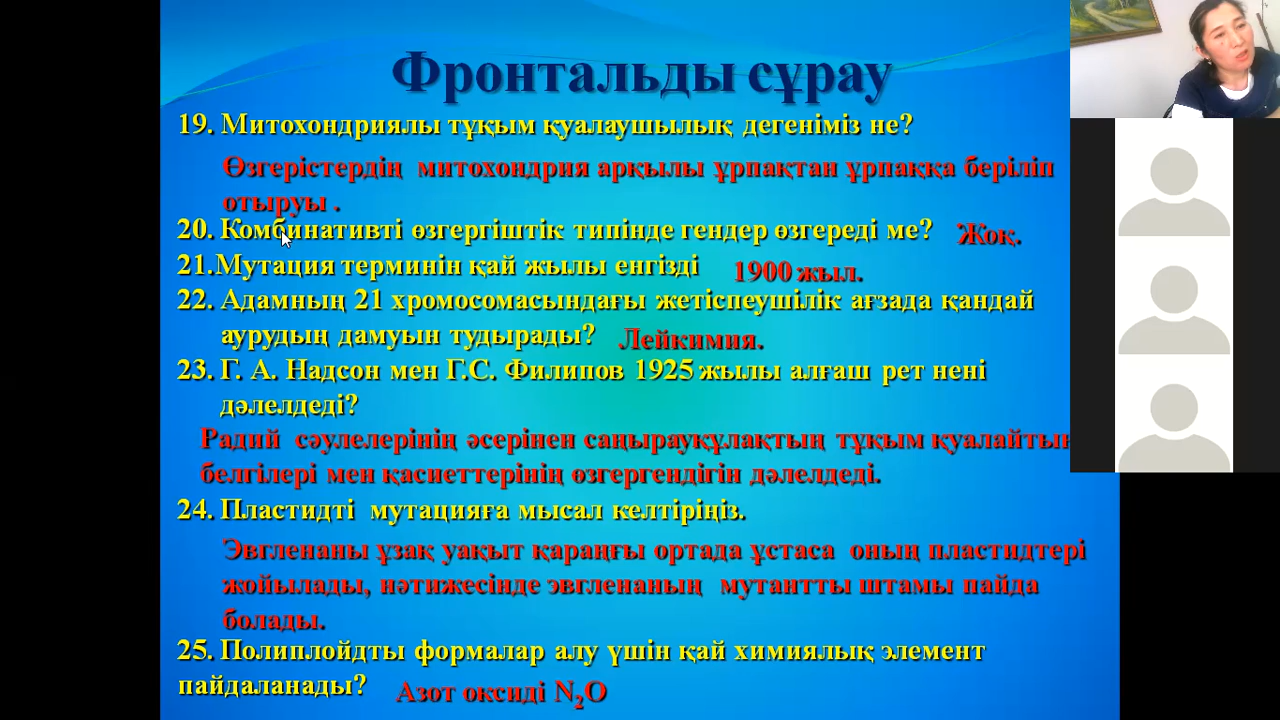 Фронтальды сұрау
19. Митохондриялы тұқым қуалаушылық дегеніміз не?
Өзгерістердің митохондрия арқылы ұрпақтан ұрпаққа беріліп
отыруы .
20. Комбинативті өзгергіштік типінде гендер өзгереді ме? Жоқ.
21.Мутация терминін қай жылы енгізді 1900 жыл.
22. Адамның 21 хромосомасындағы жетіспеушілік ағзада қандай
аурудың дамуын тудырады? Лейкимия.
23. Г. А. Надсон мен Г.С. Филипов 1925 жылы алғаш рет нені
дәлелдеді?
Радий сәулелерінің әсерінен саңырауқұлақтың тұқым қуалайтын
белгілері мен қасиеттерінің өзгергендігін дәлелдеді.
24. Пластидті мутацияға мысал келтіріңіз.
Эвгленаны ұзақ уақыт қараңғы ортада ұстаса оның пластидтері
жойылады, нәтижесінде эвгленаның мутантты штамы пайда
болады.
25. Полиплойдты формалар алу үшін қай химиялық элемент
пайдаланады? Азот оксиді N₂O